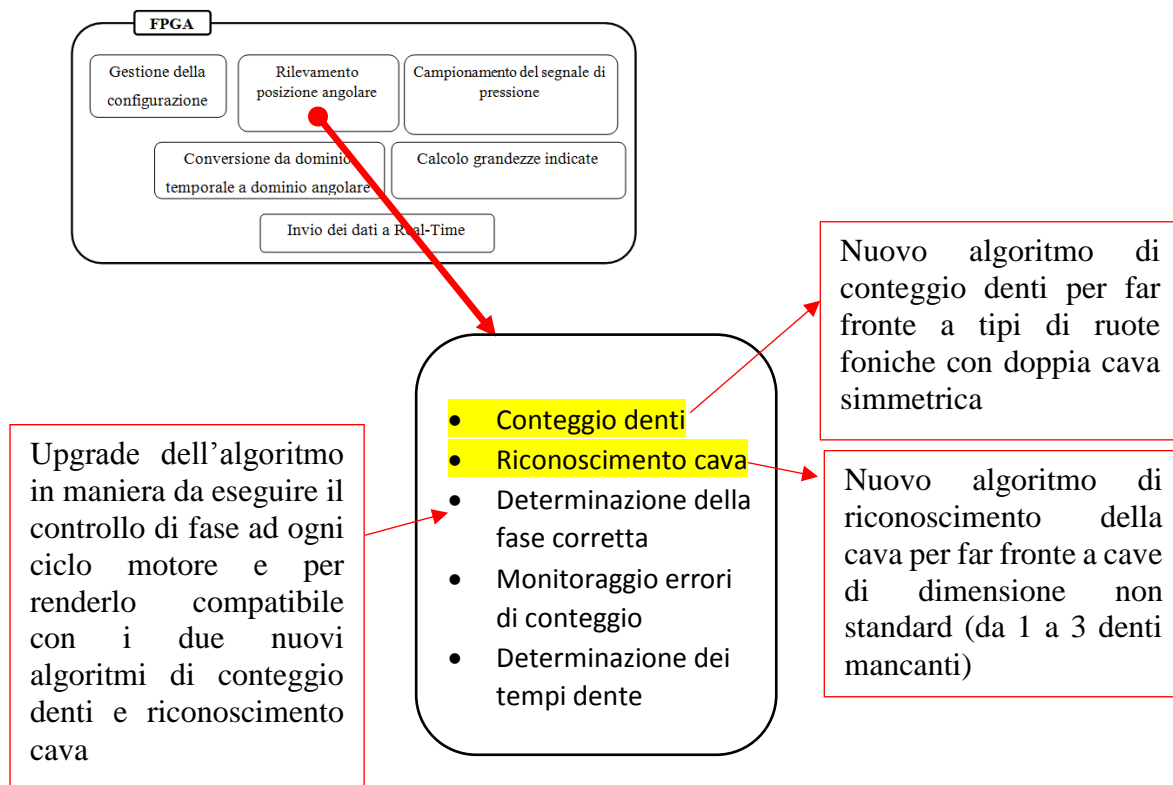 FPGA
Gestione della
configurazione
Rilevamento
posizione angolare
Campionamento del segnale di
pressione
Conversione da dominio
temporale a dominio angolare
Calcolo grandezze indicate
Invio dei dati a Real-Time
Nuovo algoritmo di
conteggio denti per far
fronte a tipi di ruote
foniche con doppia cava
simmetrica
• Conteggio denti
• Riconoscimento cava
• Determinazione della
fase corretta
• Monitoraggio errori
di conteggio
• Determinazione dei
tempi dente
Upgrade dell'algoritmo
in maniera da eseguire il
controllo di fase ad ogni
ciclo motore e per
renderlo compatibile
con i due nuovi
algoritmi di conteggio
denti e riconoscimento
cava
Nuovo algoritmo di
riconoscimento della
cava per far fronte a cave
di dimensione non
standard (da 1 a 3 denti
mancanti)